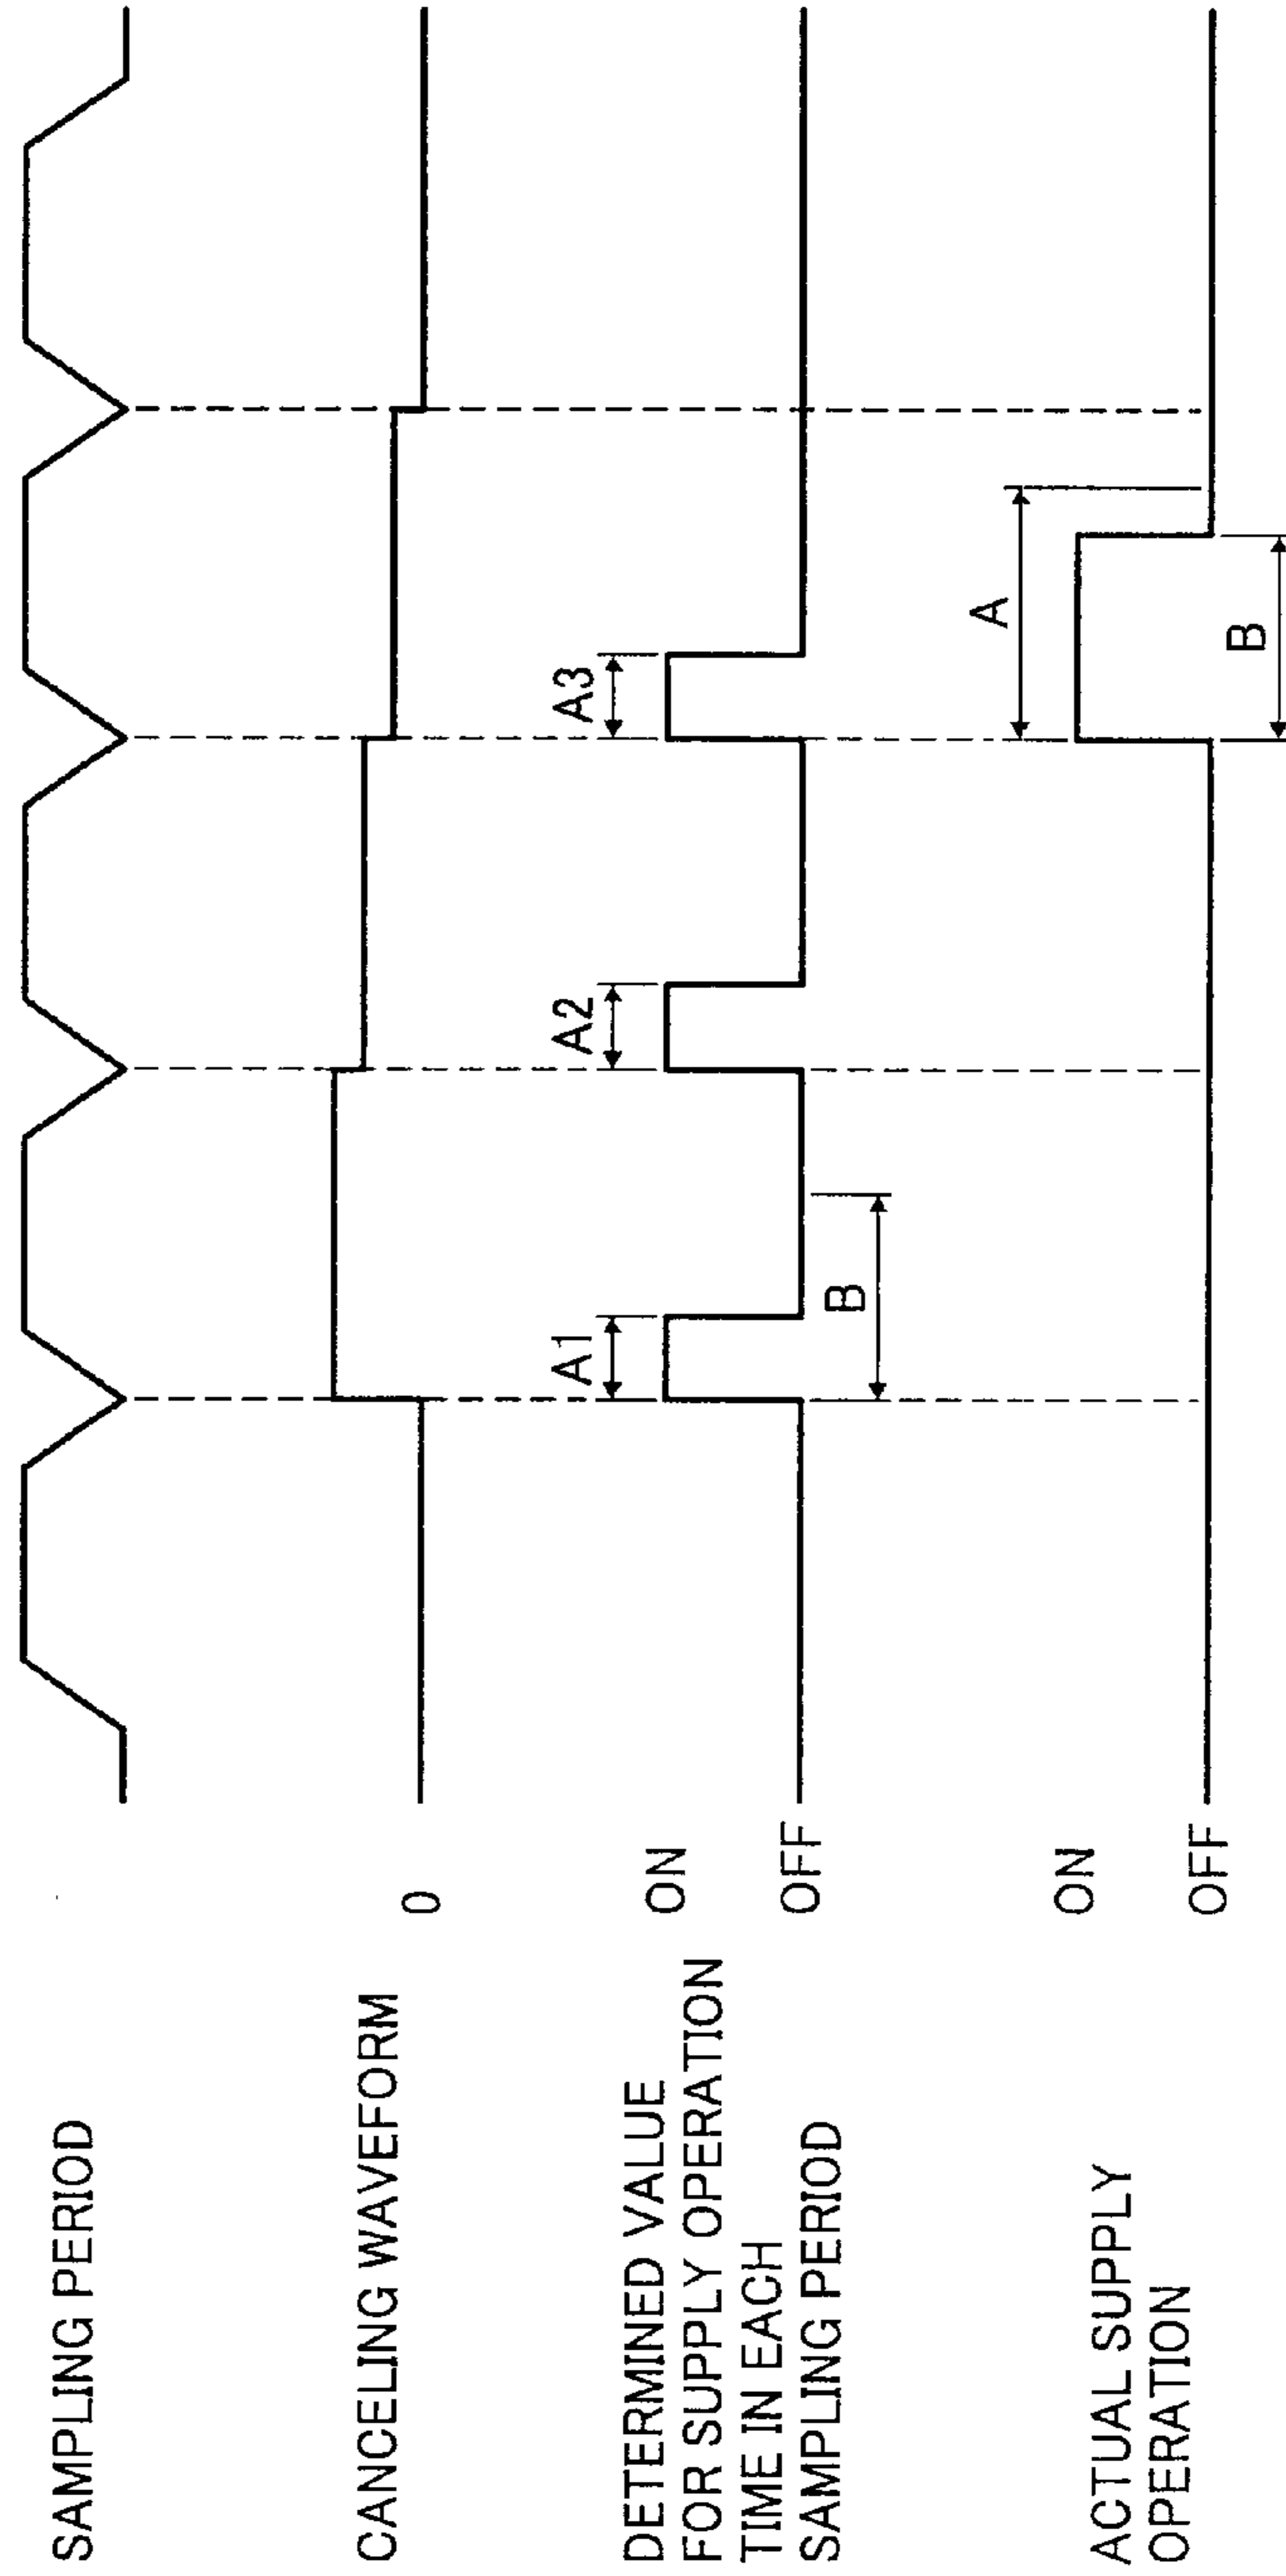 SAMPLING PERIOD
CANCELING WAVEFORM
0
DETERMINED VALUE
FOR SUPPLY OPERATION
TIME IN EACH
SAMPLING PERIOD
ON
OFF
A1
A2
A3
B
ACTUAL SUPPLY
OPERATION
ON
OFF
A
B